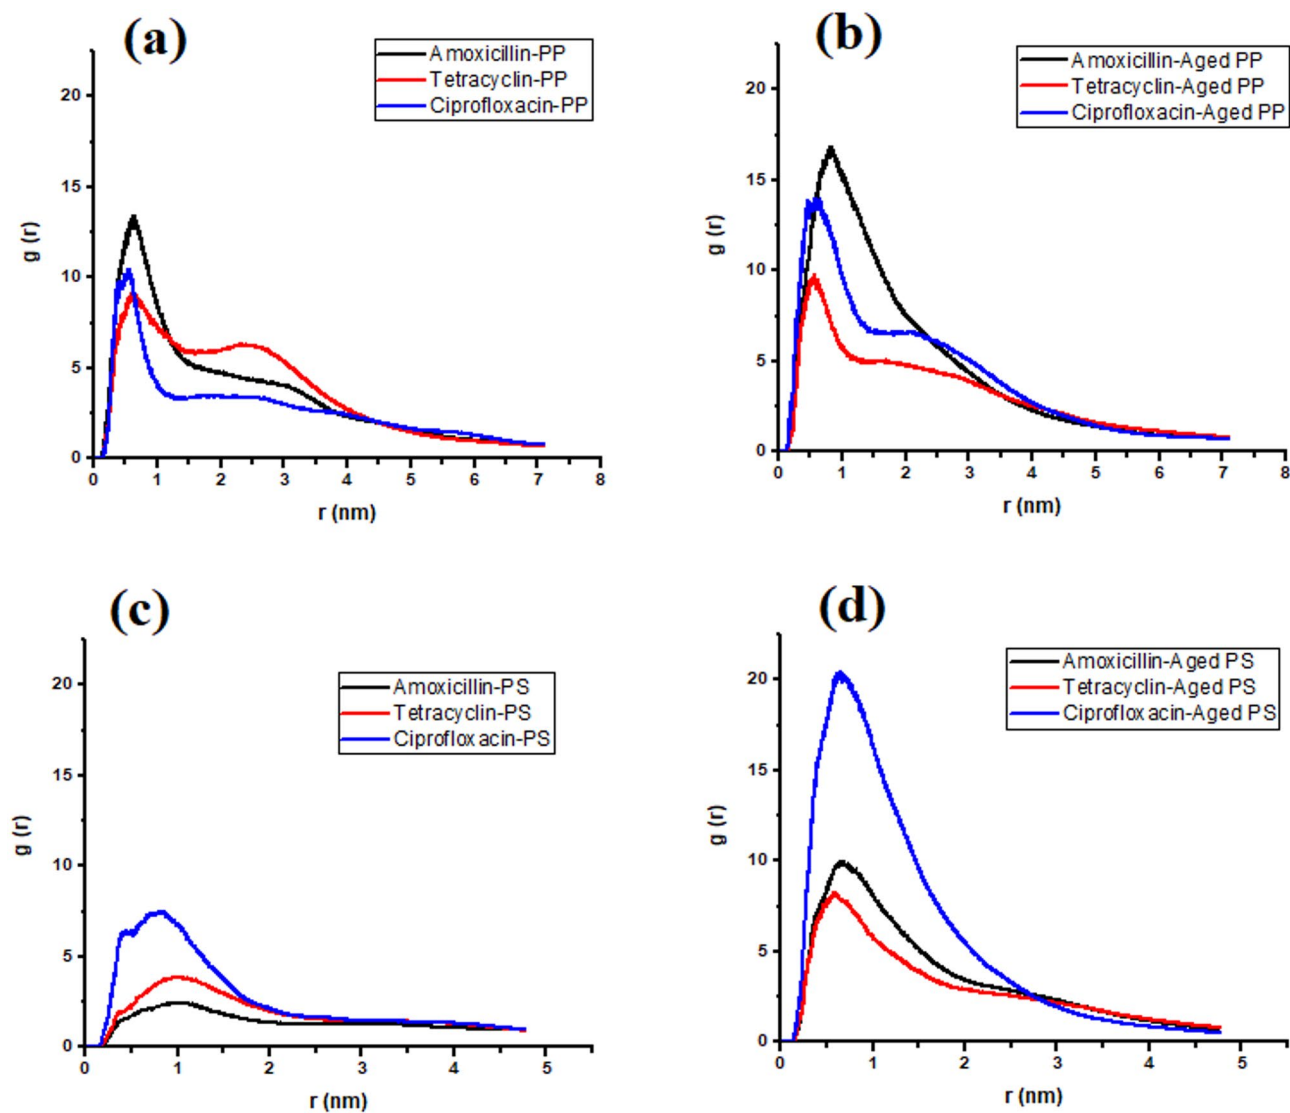 (a)
Amoxicillin-PP
Tetracyclin-PP
Ciprofloxacin-PP
20
15
10
5
0
g (r)
0 1 2 3 4 5 6 7 8
r (nm)
(b)
Amoxicillin-Aged PP
Tetracyclin-Aged PP
Ciprofloxacin-Aged PP
20
15
10
5
0
g (r)
0 1 2 3 4 5 6 7 8
r (nm)
(c)
Amoxicillin-PS
Tetracyclin-PS
Ciprofloxacin-PS
20
15
10
5
0
g (r)
0 1 2 3 4 5
r (nm)
(d)
Amoxicillin-Aged PS
Tetracyclin-Aged PS
Ciprofloxacin-Aged PS
20
15
10
5
0
g (r)
0 1 2 3 4 5
r (nm)